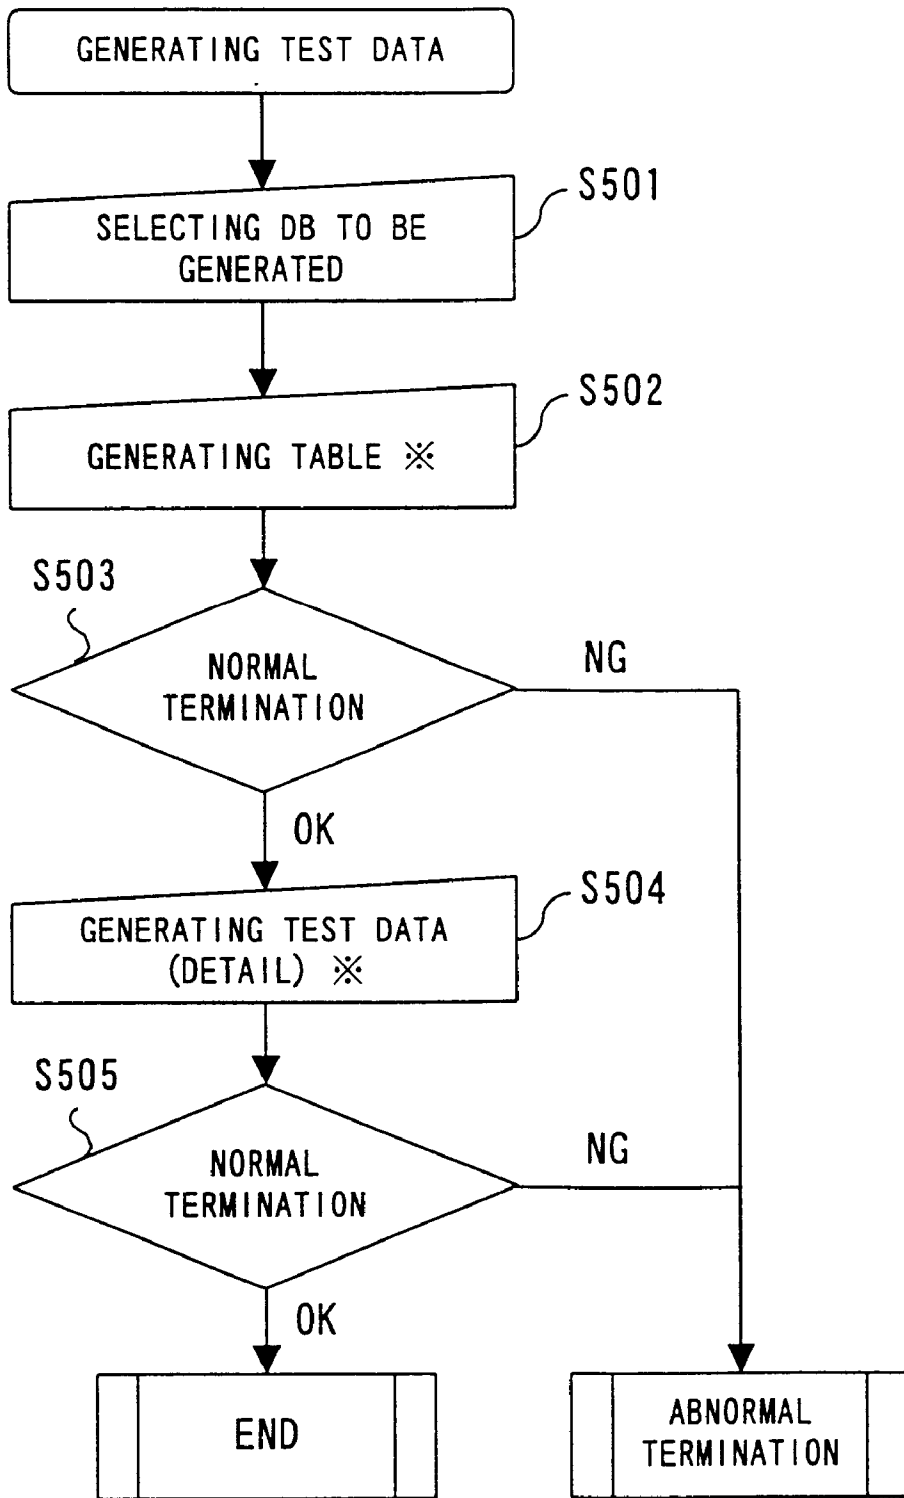 GENERATING TEST DATA
S501
SELECTING DB TO BE
GENERATED
S502
GENERATING TABLE ※
S503
NORMAL
TERMINATION
NG
OK
S504
GENERATING TEST DATA
(DETAIL) ※
S505
NORMAL
TERMINATION
NG
OK
END
ABNORMAL
TERMINATION